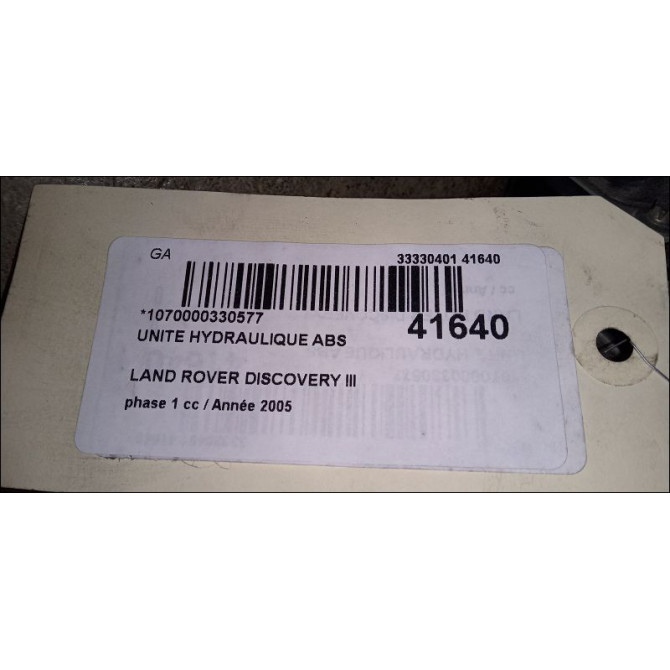 GA 33330401 41640
*1070000330577 41640
UNITE HYDRAULIQUE ABS
LAND ROVER DISCOVERY III
phase 1 cc / Année 2005